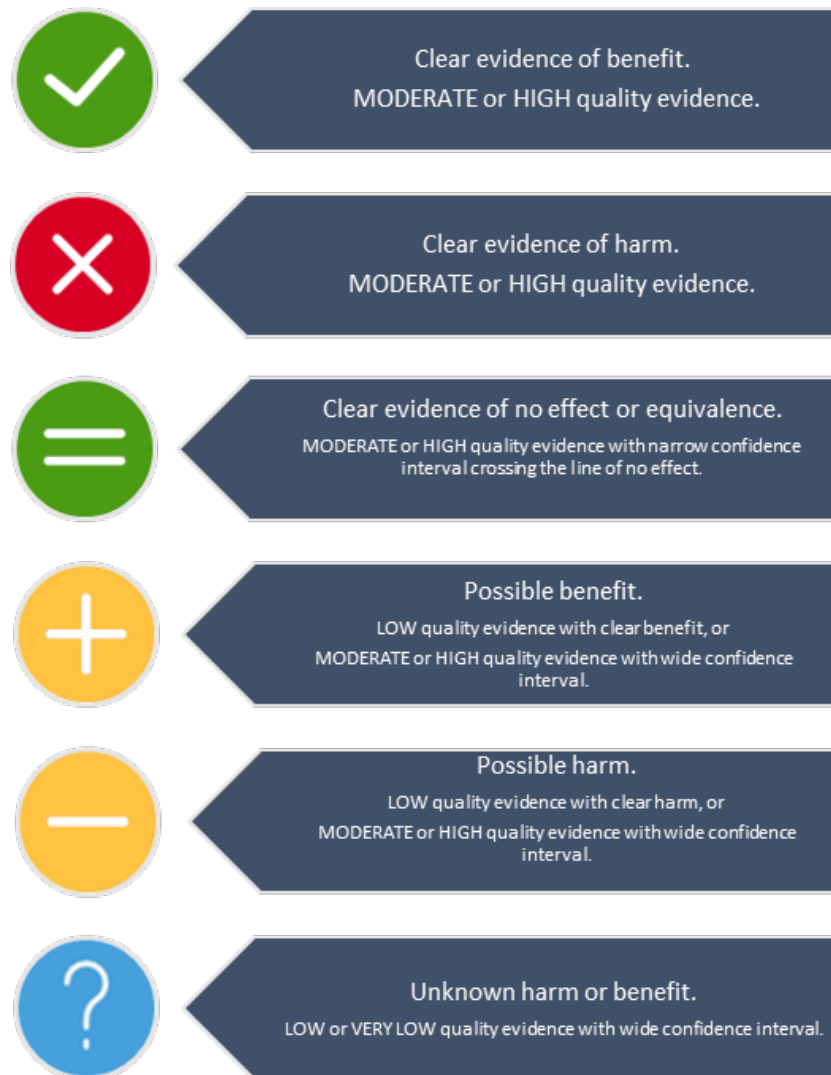 Clear evidence of benefit.
MODERATE or HIGH quality evidence.
Clear evidence of harm.
MODERATE or HIGH quality evidence.
Clear evidence of no effect or equivalence.
MODERATE or HIGH quality evidence with narrow confidence
interval crossing the line of no effect.
Possible benefit.
LOW quality evidence with clear benefit, or
MODERATE or HIGH quality evidence with wide confidence
interval.
Possible harm.
LOW quality evidence with clear harm, or
MODERATE or HIGH quality evidence with wide confidence
interval.
Unknown harm or benefit.
LOW or VERY LOW quality evidence with wide confidence interval.